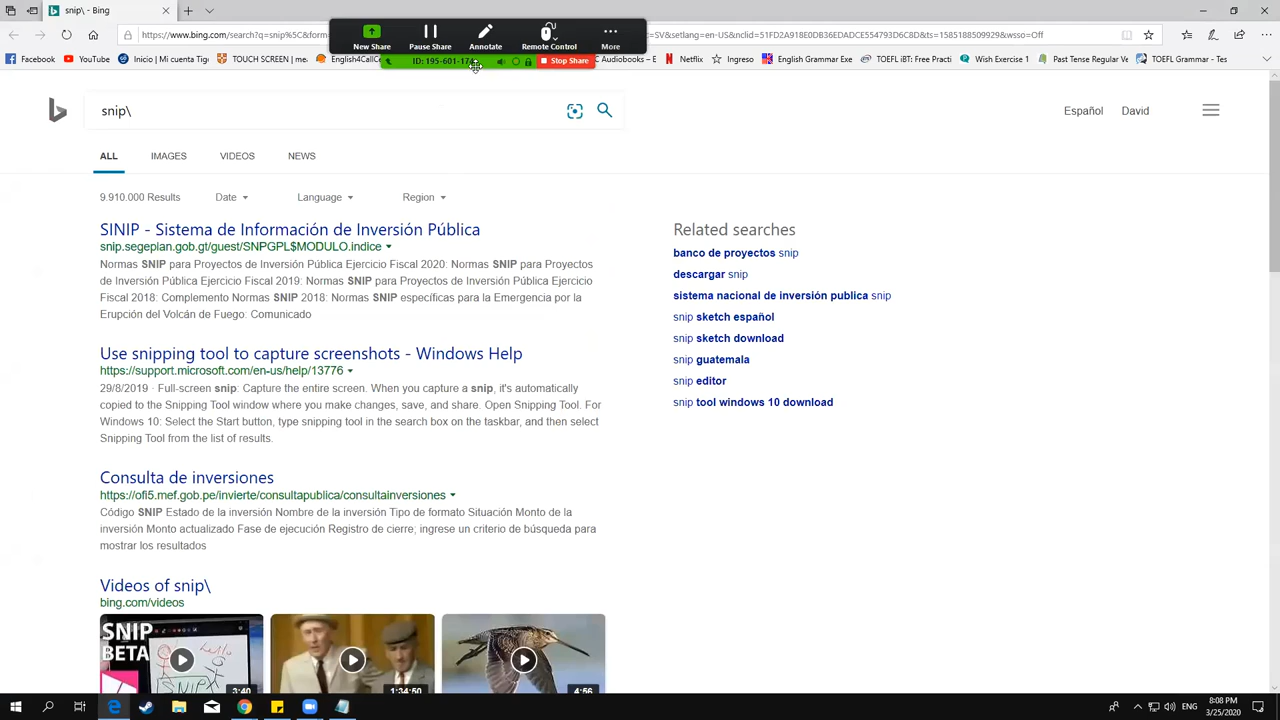 snip\ - Bing
https://www.bing.com/search?q=snip%5C&form=
SV&setlang=en-US&nclid=51FD2A918E0DB36EDADCE554793D6C8D&ts=1585188509929&wsso=Off
New Share
Pause Share
Annotate
Remote Control
More
Facebook
YouTube
Inicio | Mi cuenta
Tigo
TOUCH SCREEN | me
English4CallCe
ID: 195-601-174
Stop Share
C Audiobooks – Fre
Netflix
Ingreso
English Grammar Exe
TOEFL iBT: Free Practi
Wish Exercise 1
Past Tense Regular Ve
TOEFL Grammar - Tes
snip\
Español
David
ALL
IMAGES
VIDEOS
NEWS
9.910.000 Results
Date
Language
Region
SINIP - Sistema de Información de Inversión Pública
snip.segeplan.gob.gt/guest/SNPGPL$MODULO.indice
Normas SNIP para Proyectos de Inversión Pública Ejercicio Fiscal 2020: Normas SNIP para Proyectos
de Inversión Pública Ejercicio Fiscal 2019: Normas SNIP para Proyectos de Inversión Pública Ejercicio
Fiscal 2018: Complemento Normas SNIP 2018: Normas SNIP específicas para la Emergencia por la
Erupción del Volcán de Fuego: Comunicado
Use snipping tool to capture screenshots - Windows Help
https://support.microsoft.com/en-us/help/13776
29/8/2019 · Full-screen snip: Capture the entire screen. When you capture a snip, it's automatically
copied to the Snipping Tool window where you make changes, save, and share. Open Snipping Tool. For
Windows 10: Select the Start button, type snipping tool in the search box on the taskbar, and then select
Snipping Tool from the list of results.
Consulta de inversiones
https://ofi5.mef.gob.pe/invierte/consultapublica/consultainversiones
Código SNIP Estado de la inversión Nombre de la inversión Tipo de formato Situación Monto de la
inversión Monto actualizado Fase de ejecución Registro de cierre; ingrese un criterio de búsqueda para
mostrar los resultados
Videos of snip\
bing.com/videos
SNIP
BETA
3:40
1:34:50
4:56
Related searches
banco de proyectos snip
descargar snip
sistema nacional de inversión publica snip
snip sketch español
snip sketch download
snip guatemala
snip editor
snip tool windows 10 download
ENG
8:08 PM
3/25/2020